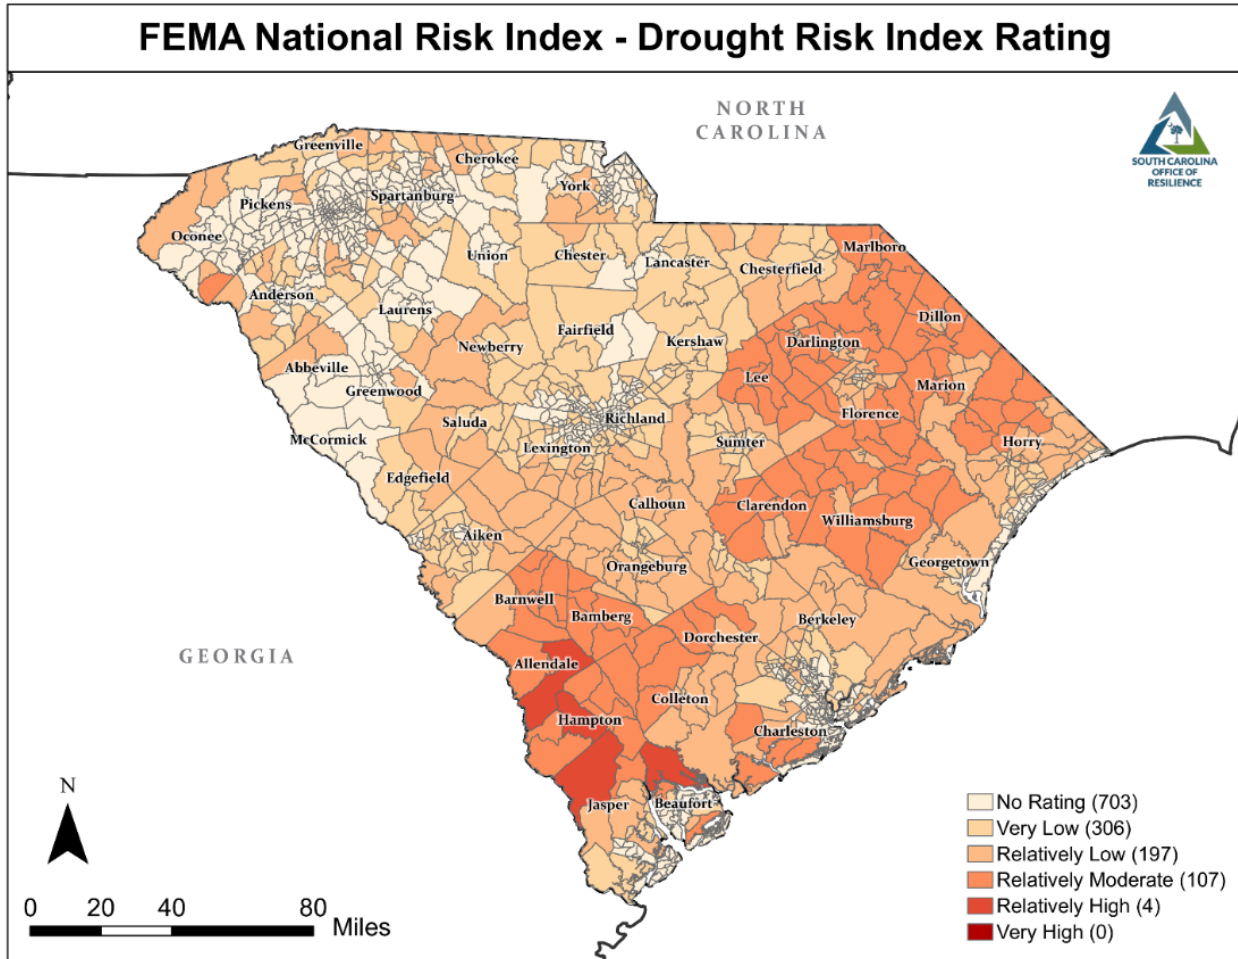 FEMA National Risk Index - Drought Risk Index Rating
NORTH
CAROLINA
SOUTH CAROLINA
OFFICE OF
RESILIENCE
Greenville
Cherokee
York
Spartanburg
Pickens
Oconee
Union
Chester
Lancaster
Chesterfield
Marlboro
Anderson
Laurens
Dillon
Fairfield
Kershaw
Darlington
Newberry
Abbeville
Lee
Marion
Greenwood
Florence
Saluda
Richland
McCormick
Lexington
Sumter
Horry
Edgefield
Calhoun
Clarendon
Williamsburg
Aiken
Orangeburg
Georgetown
Barnwell
Bamberg
Berkeley
Dorchester
GEORGIA
Allendale
Colleton
Hampton
Charleston
Jasper
Beaufort
N
0 20 40 80 Miles
No Rating (703)
Very Low (306)
Relatively Low (197)
Relatively Moderate (107)
Relatively High (4)
Very High (0)